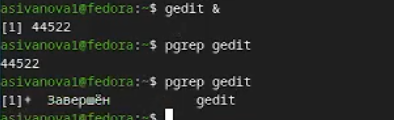 asivanova1@fedora:~$ gedit &
[1] 44522
asivanova1@fedora:~$ pgrep gedit
44522
asivanova1@fedora:~$ pgrep gedit
[1]+  Завершён          gedit
asivanova1@fedora:~$